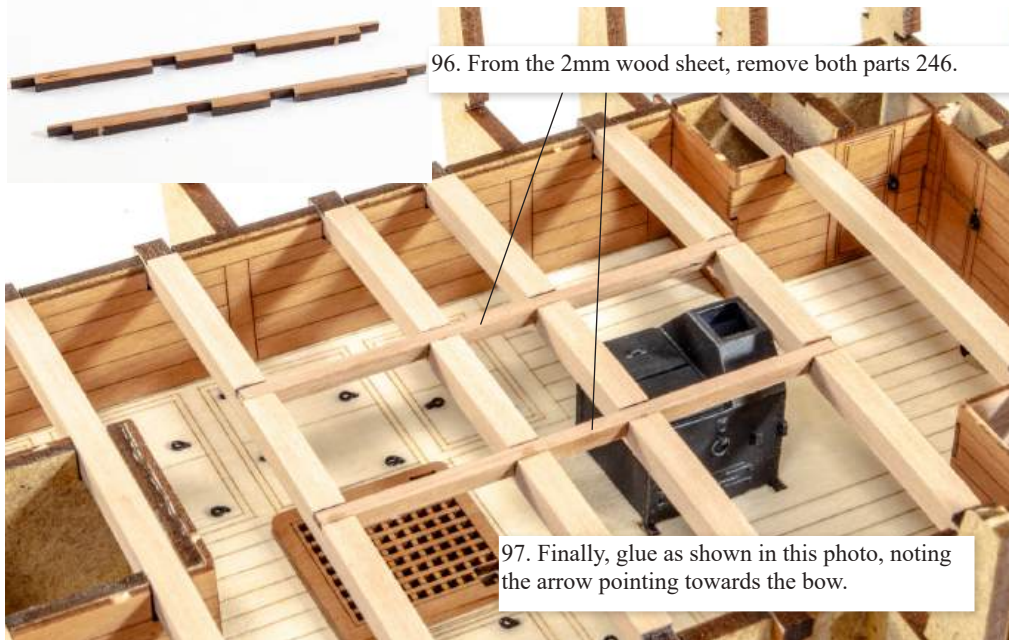 96. From the 2mm wood sheet, remove both parts 246.
97. Finally, glue as shown in this photo, noting
the arrow pointing towards the bow.